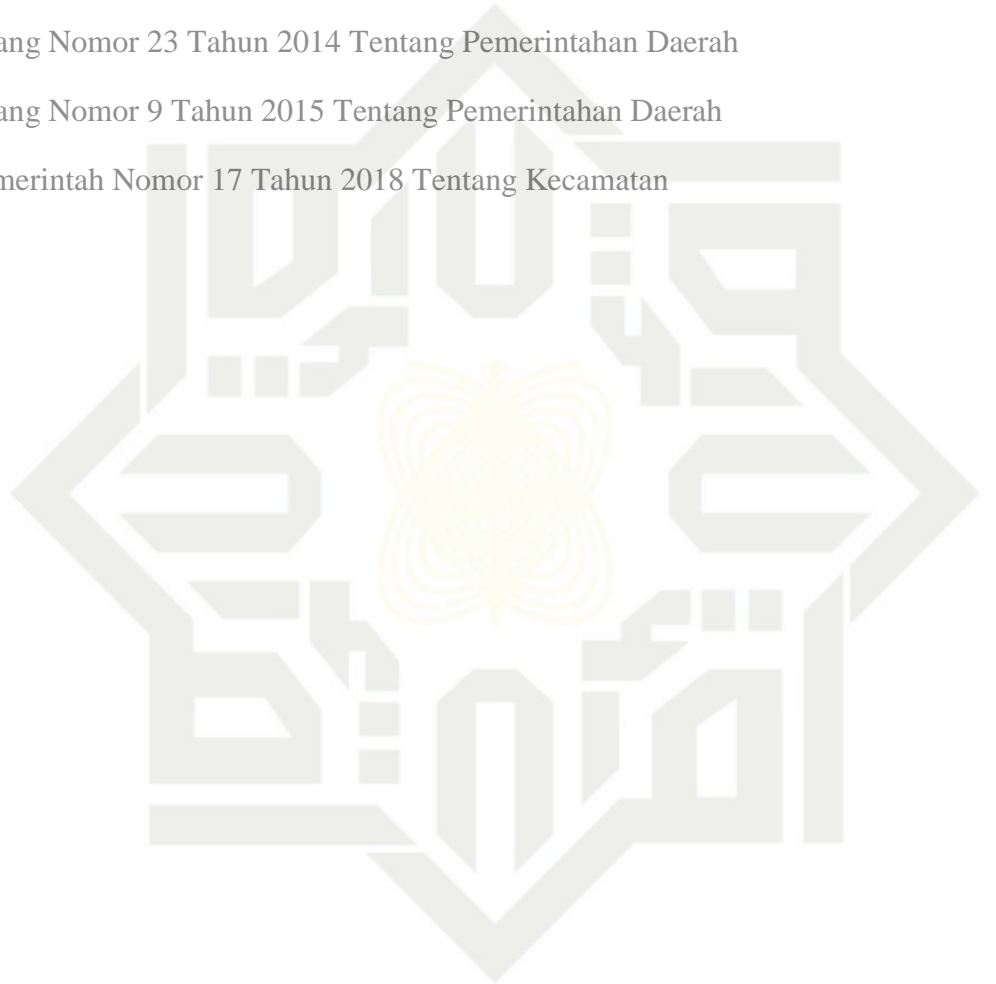 ang Nomor 23 Tahun 2014 Tentang Pemerintahan Daerah
ang Nomor 9 Tahun 2015 Tentang Pemerintahan Daerah
merintah Nomor 17 Tahun 2018 Tentang Kecamatan